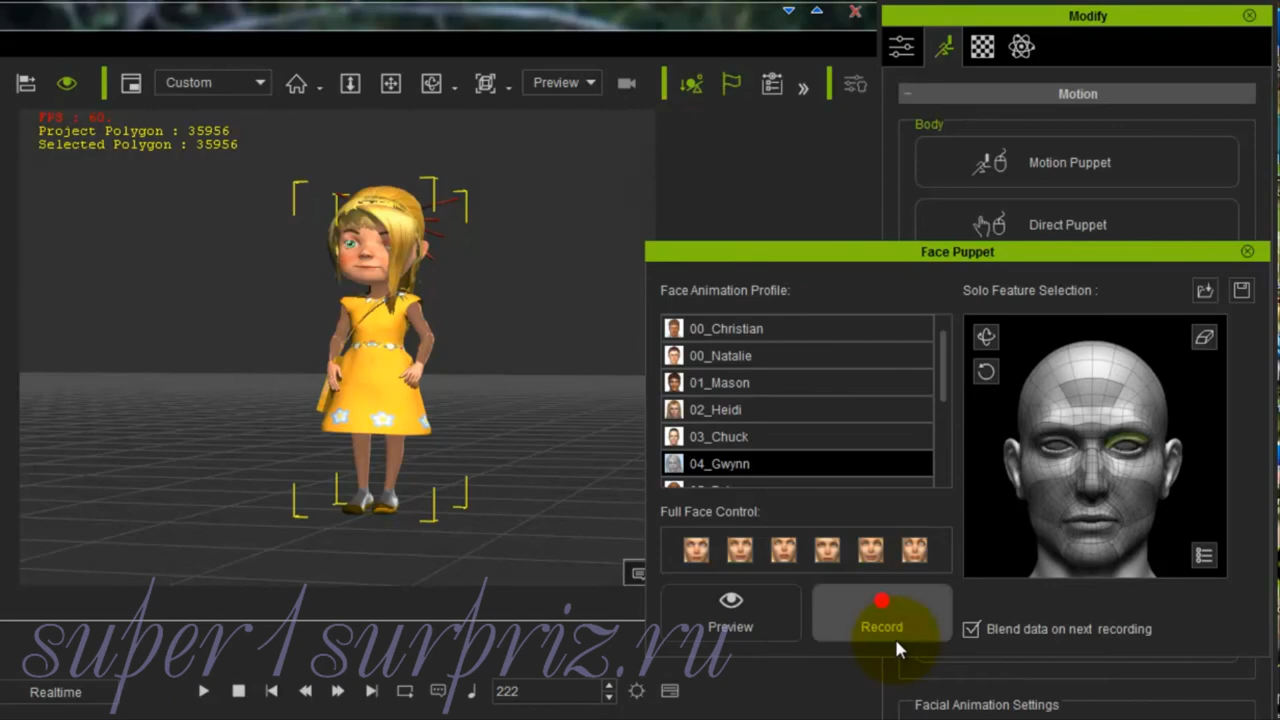 Modify
Custom
Preview
Motion
FPS : 60.
Project Polygon : 35956
Selected Polygon : 35956
Body
Motion Puppet
Direct Puppet
Face Puppet
Face Animation Profile:
Solo Feature Selection :
00_Christian
00_Natalie
01_Mason
02_Heidi
03_Chuck
04_Gwynn
Full Face Control:
Preview
Record
Blend data on next recording
super1surpriz.ru
Realtime
222
Facial Animation Settings